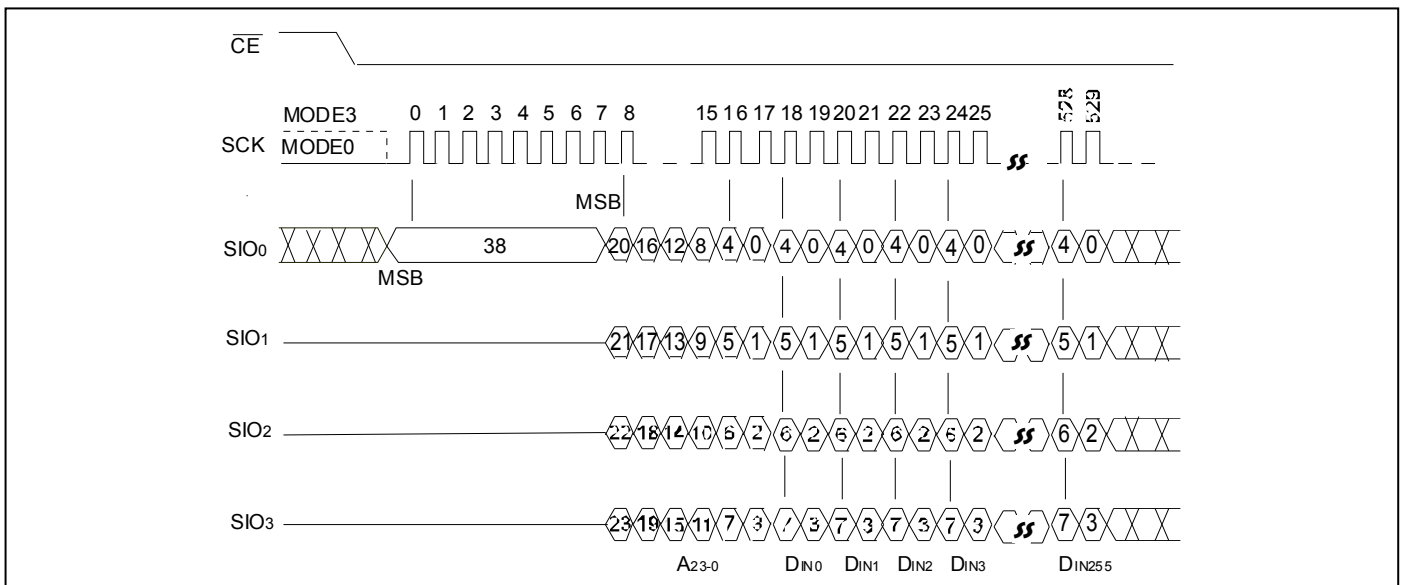 CE
MODE3 0 1 2 3 4 5 6 7 8 15 16 17 18 19 20 21 22 23 24 25 528 529
SCK MODE0
MSB
SIO0 38 20 16 12 8 4 0 4 0 4 0 4 0 4 0 4 0
MSB
SIO1 21 17 13 9 5 1 5 1 5 1 5 1 5 1 5 1
SIO2 22 18 14 10 6 2 6 2 6 2 6 2 6 2 6 2
SIO3 23 19 15 11 7 3 7 3 7 3 7 3 7 3 7 3
A23-0 DIN0 DIN1 DIN2 DIN3 DIN255